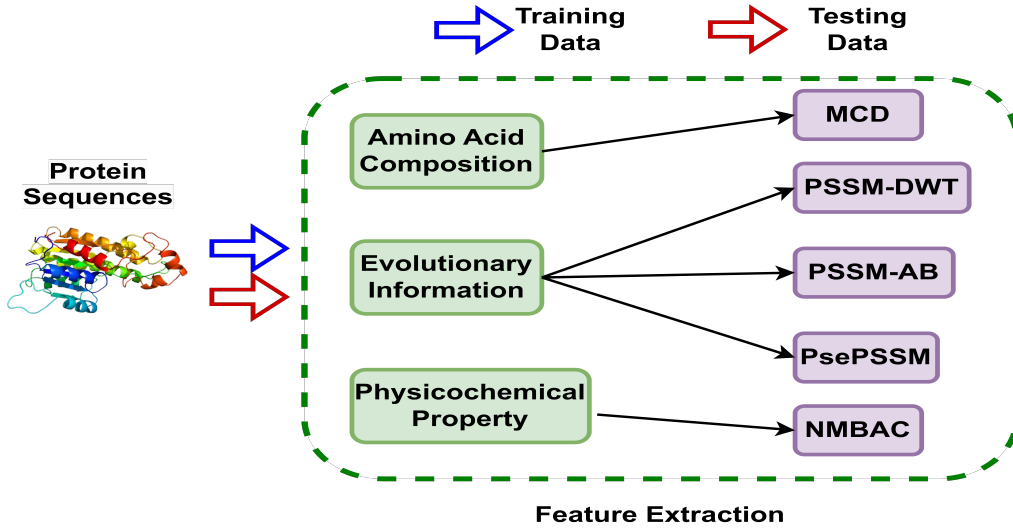 Training
Data
Testing
Data
Protein
Sequences
Amino Acid
Composition
Evolutionary
Information
Physicochemical
Property
MCD
PSSM-DWT
PSSM-AB
PsePSSM
NMBAC
Feature Extraction